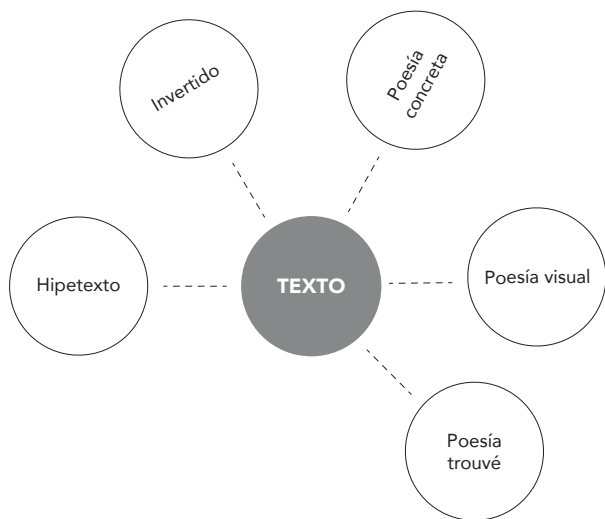 Invertido
Poesía
concreta
Hipetexto
TEXTO
Poesía visual
Poesía
trouvé